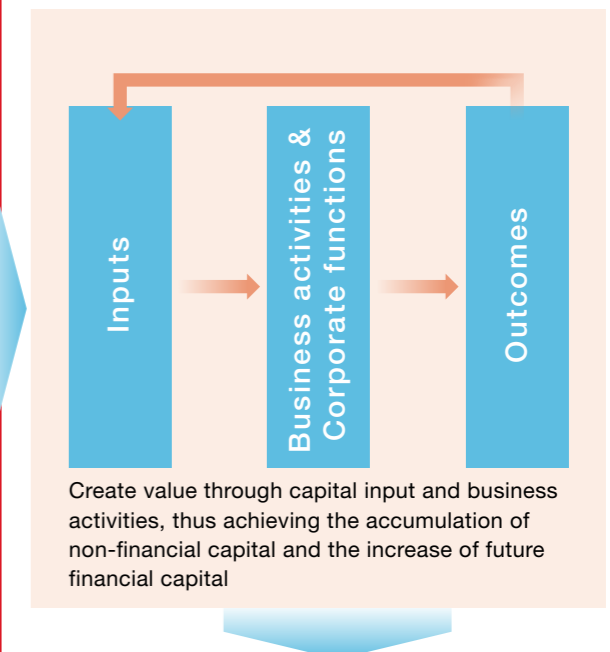 Inputs
Business activities &
Corporate functions
Outcomes
Create value through capital input and business
activities, thus achieving the accumulation of
non-financial capital and the increase of future
financial capital